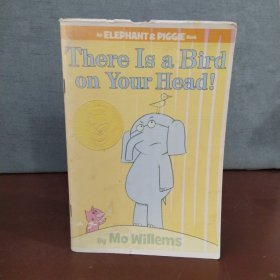 An ELEPHANT & PIGGIE Book
There Is a Bird
on Your Head!
By Mo Willems